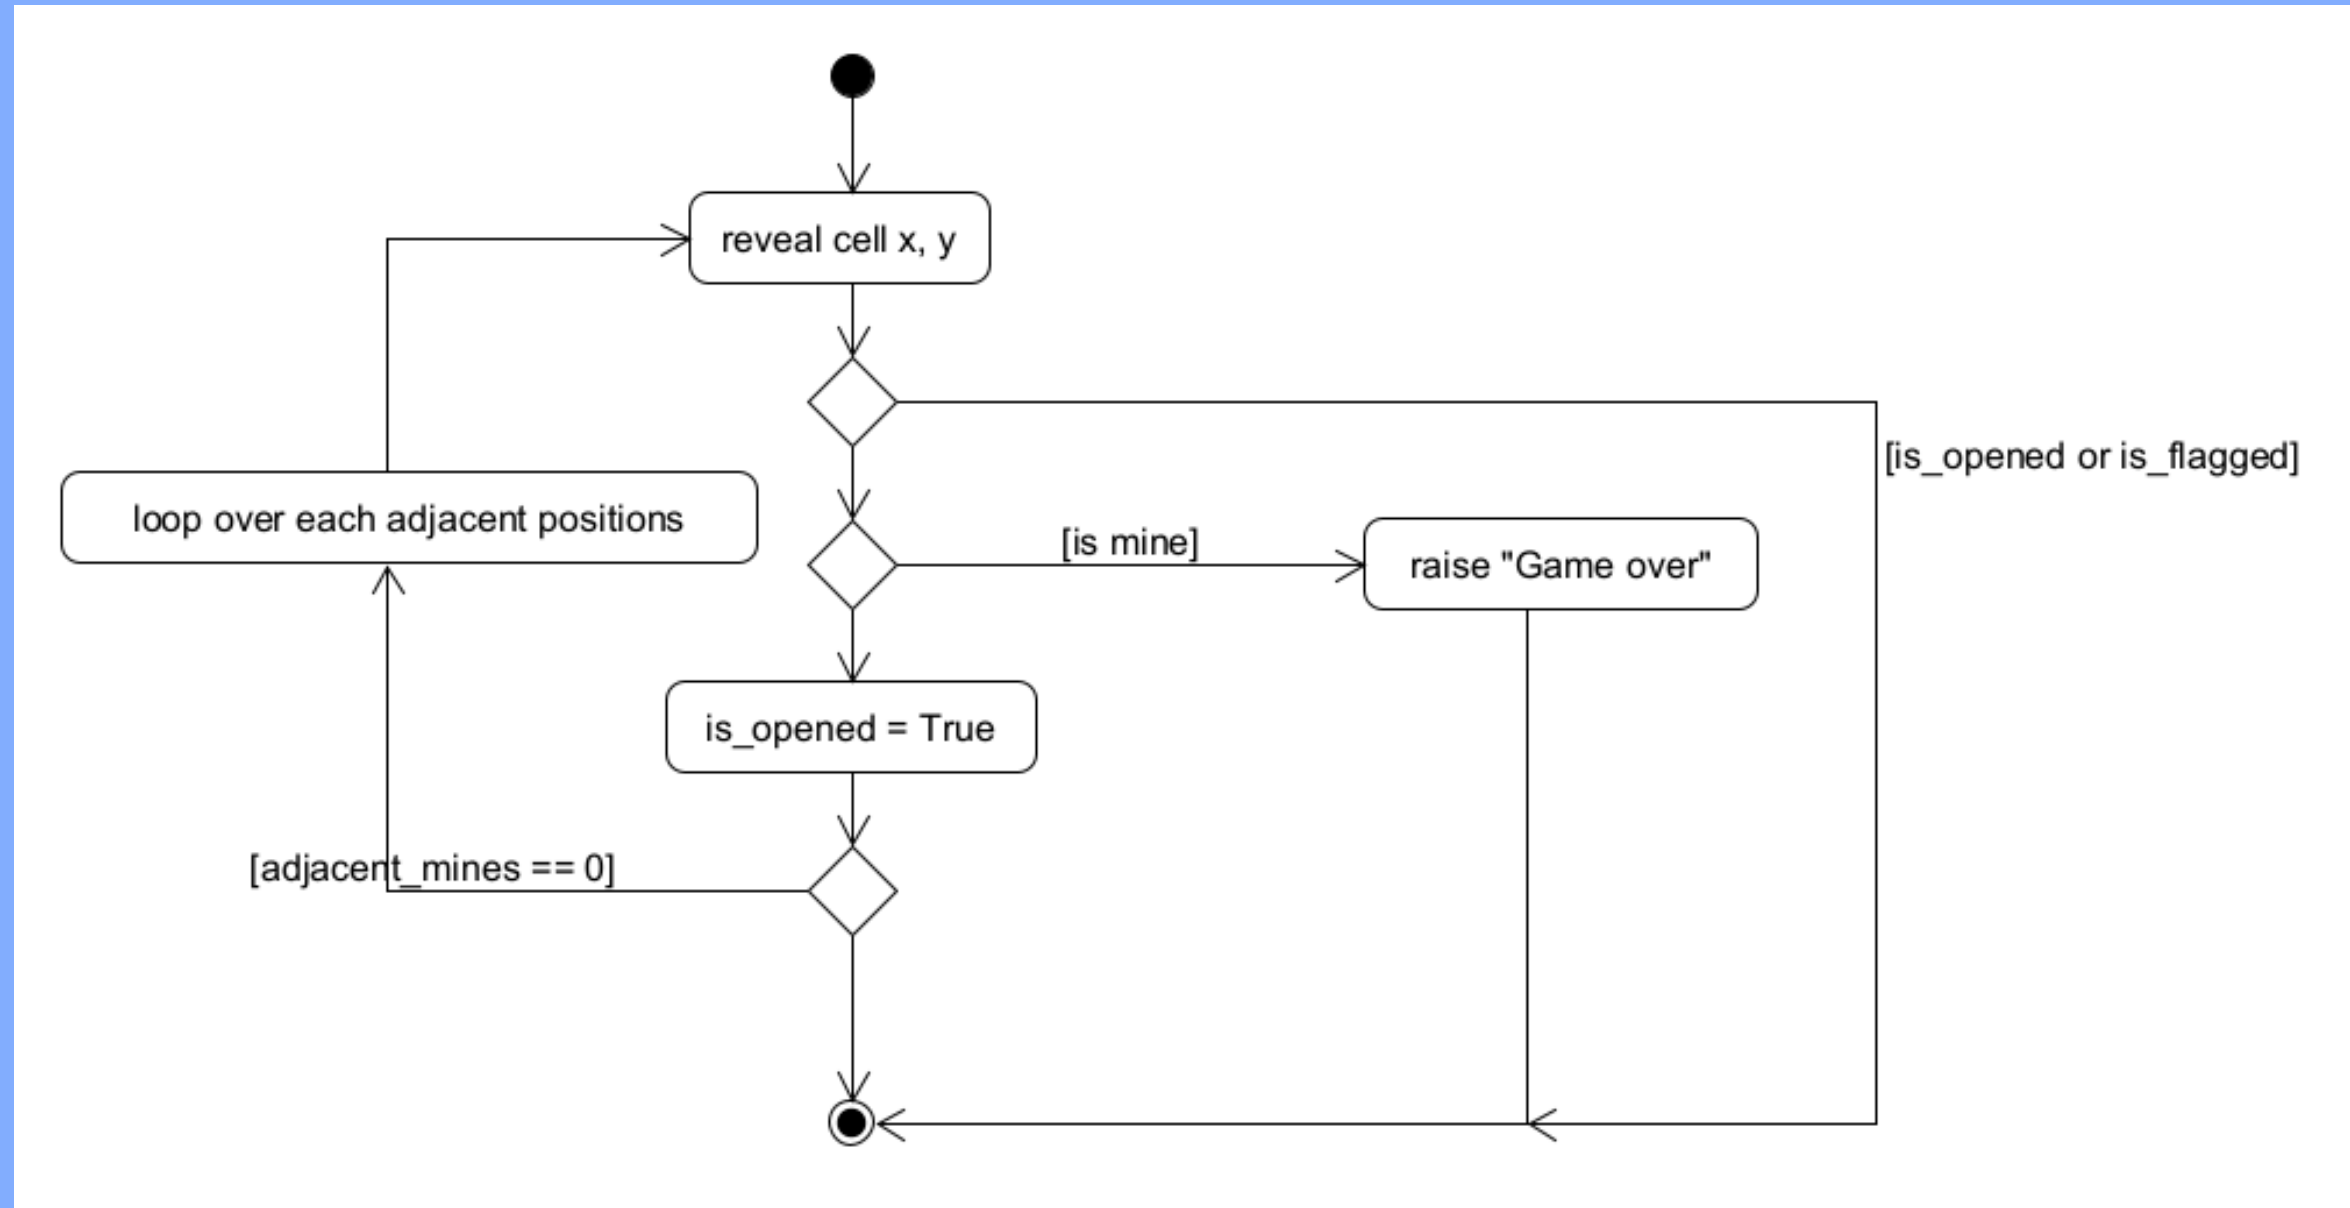 reveal cell x, y
[is_opened or is_flagged]
loop over each adjacent positions
[is mine]
raise "Game over"
is_opened = True
[adjacent_mines == 0]